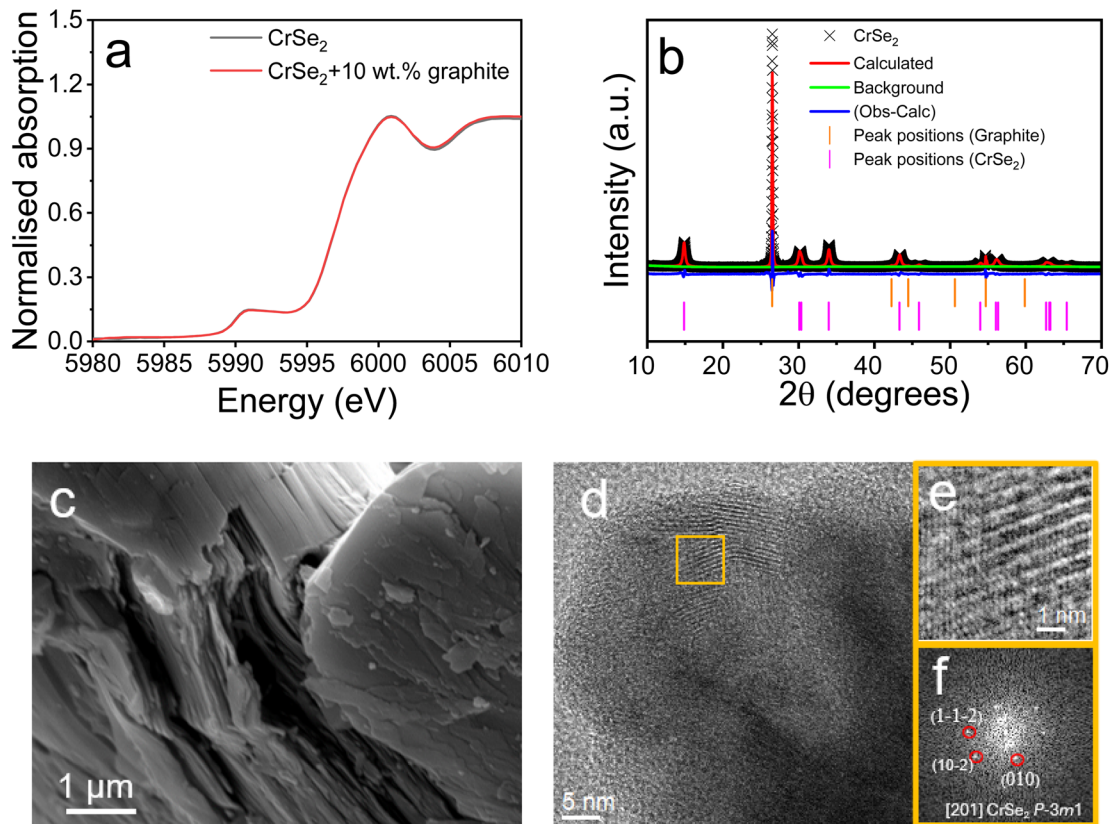 a
CrSe₂
CrSe₂+10 wt.% graphite
Normalised absorption
1.5
1.2
0.9
0.6
0.3
0.0
5980 5985 5990 5995 6000 6005 6010
Energy (eV)
b
CrSe₂
Calculated
Background
(Obs-Calc)
Peak positions (Graphite)
Peak positions (CrSe₂)
Intensity (a.u.)
10 20 30 40 50 60 70
2θ (degrees)
c
1 μm
d
5 nm
e
1 nm
f
(1-1-2)
(10-2)
(010)
[201] CrSe₂ P-3m1